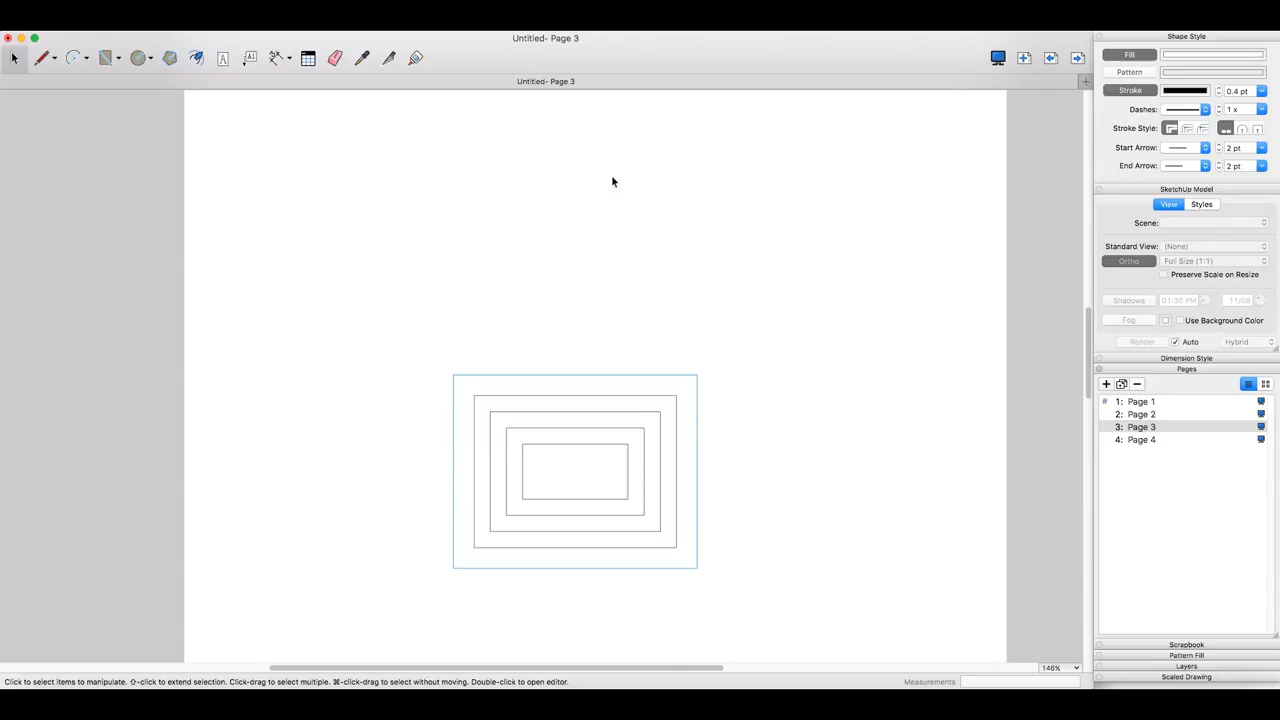 Untitled- Page 3
Untitled- Page 3
Shape Style
Fill
Pattern
Stroke
0.4 pt
Dashes:
1 x
Stroke Style:
Start Arrow:
2 pt
End Arrow:
2 pt
SketchUp Model
View
Styles
Scene:
Standard View:
(None)
Ortho
Full Size (1:1)
Preserve Scale on Resize
Shadows
01:30 PM
11/08
Fog
Use Background Color
Render
Auto
Hybrid
Dimension Style
Pages
# 1: Page 1
2: Page 2
3: Page 3
4: Page 4
Scrapbook
Pattern Fill
Layers
Scaled Drawing
146%
Click to select items to manipulate. ⇧-click to extend selection. Click-drag to select multiple. ⌘-click-drag to select without moving. Double-click to open editor.
Measurements